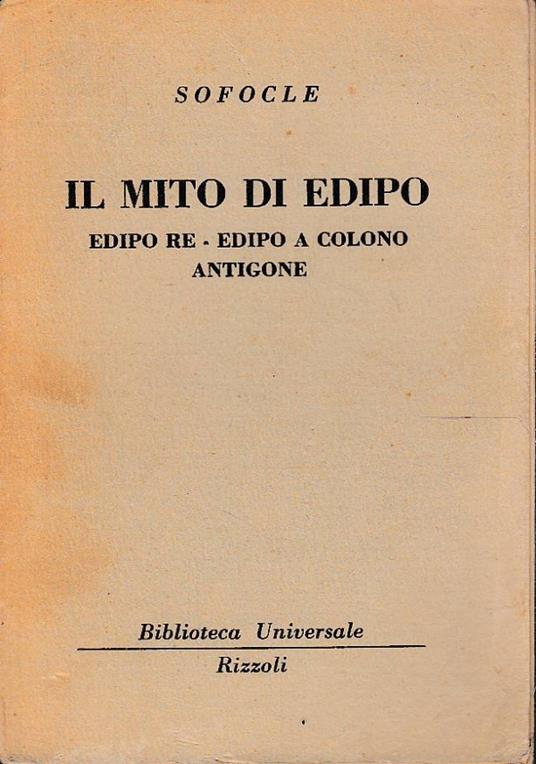 SOFOCLE
IL MITO DI EDIPO
EDIPO RE - EDIPO A COLONO
ANTIGONE
Biblioteca Universale
Rizzoli